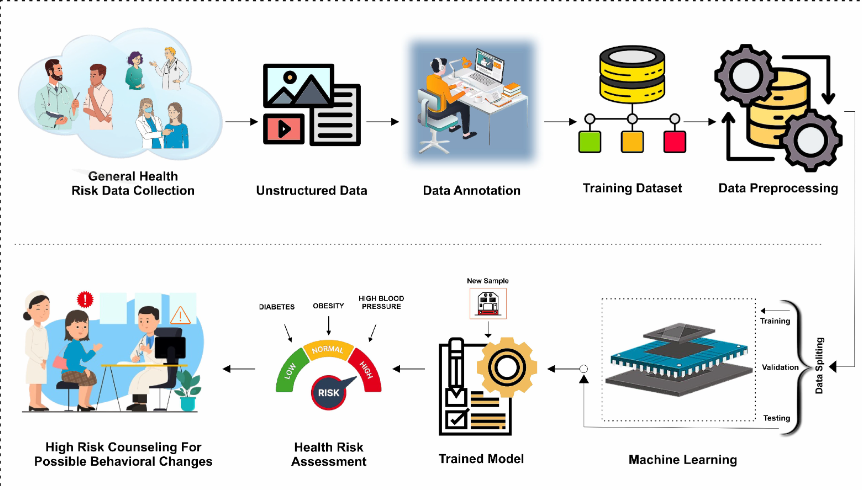 General Health
Risk Data Collection
Unstructured Data
Data Annotation
Training Dataset
Data Preprocessing
DIABETES
OBESITY
HIGH BLOOD
PRESSURE
LOW
NORMAL
HIGH
RISK
New Sample
Training
Validation
Testing
Data Spliting
High Risk Counseling For
Possible Behavioral Changes
Health Risk
Assessment
Trained Model
Machine Learning